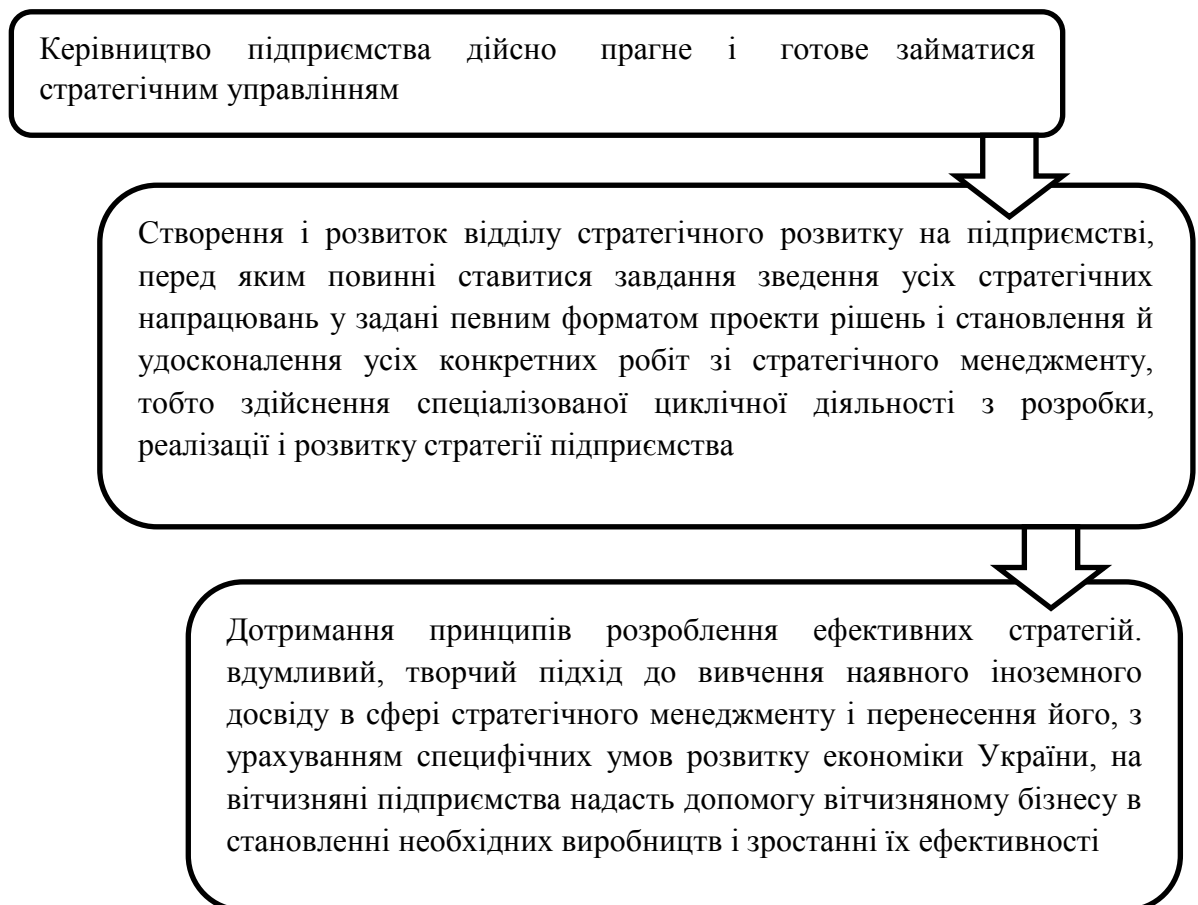 Керівництво підприємства дійсно прагне і готове займатися
стратегічним управлінням
Створення і розвиток відділу стратегічного розвитку на підприємстві,
перед яким повинні ставитися завдання зведення усіх стратегічних
напрацювань у задані певним форматом проекти рішень і становлення й
удосконалення усіх конкретних робіт зі стратегічного менеджменту,
тобто здійснення спеціалізованої циклічної діяльності з розробки,
реалізації і розвитку стратегії підприємства
Дотримання принципів розроблення ефективних стратегій.
вдумливий, творчий підхід до вивчення наявного іноземного
досвіду в сфері стратегічного менеджменту і перенесення його, з
урахуванням специфічних умов розвитку економіки України, на
вітчизняні підприємства надасть допомогу вітчизняному бізнесу в
становленні необхідних виробництв і зростанні їх ефективності